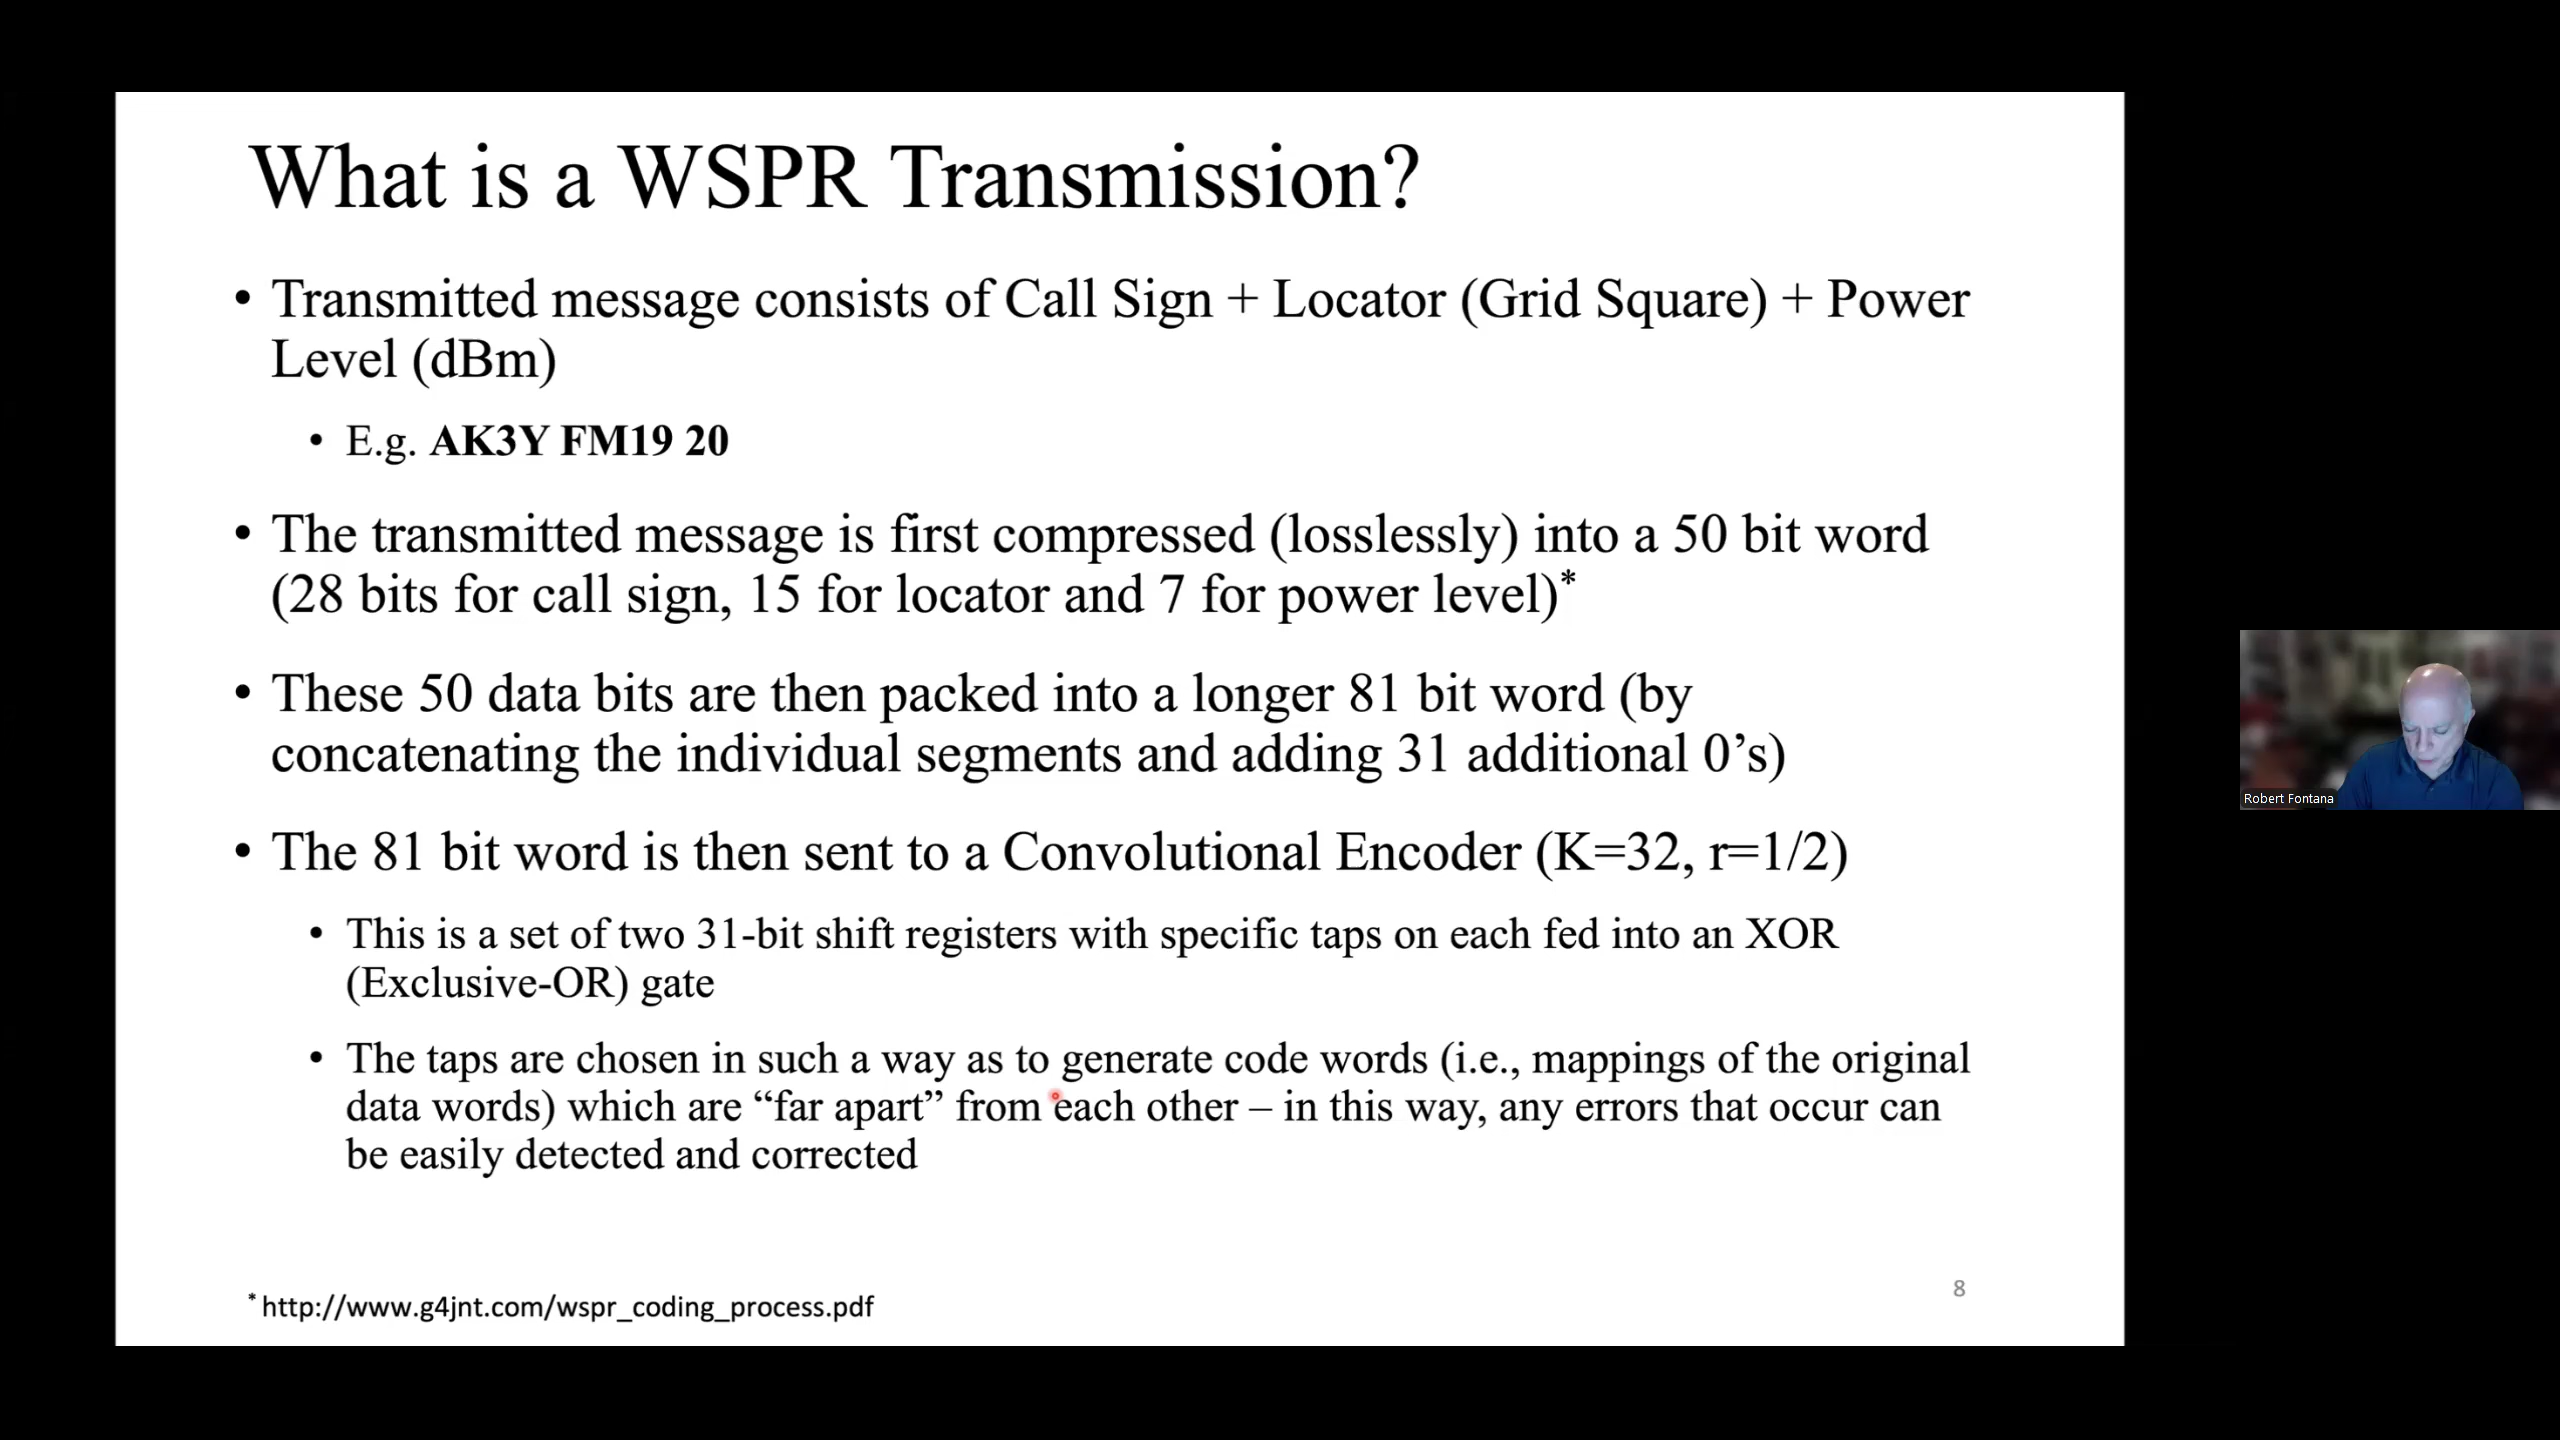 What is a WSPR Transmission?
• Transmitted message consists of Call Sign + Locator (Grid Square) + Power
Level (dBm)
• E.g. AK3Y FM19 20
• The transmitted message is first compressed (losslessly) into a 50 bit word
(28 bits for call sign, 15 for locator and 7 for power level)*
• These 50 data bits are then packed into a longer 81 bit word (by
concatenating the individual segments and adding 31 additional 0’s)
• The 81 bit word is then sent to a Convolutional Encoder (K=32, r=1/2)
• This is a set of two 31-bit shift registers with specific taps on each fed into an XOR
(Exclusive-OR) gate
• The taps are chosen in such a way as to generate code words (i.e., mappings of the original
data words) which are “far apart” from each other – in this way, any errors that occur can
be easily detected and corrected
* http://www.g4jnt.com/wspr_coding_process.pdf
8
Robert Fontana